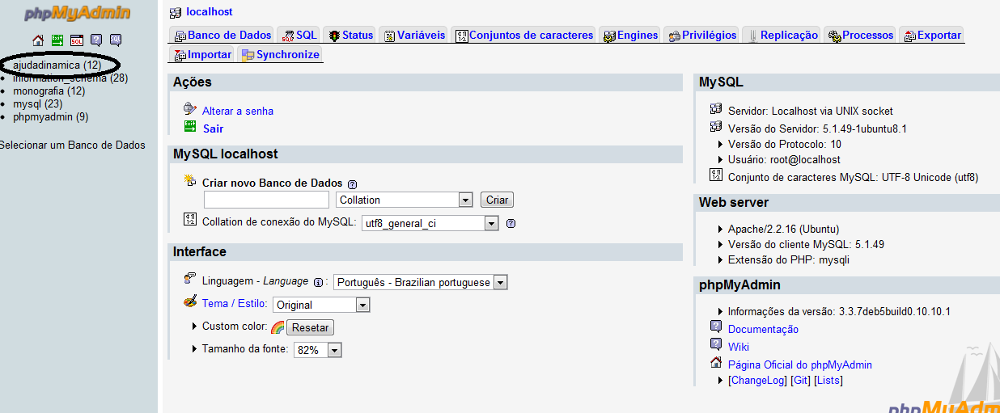 phpMyAdmin
SQL
SQL
ajudadinamica (12)
information_schema (28)
monografia (12)
mysql (23)
phpmyadmin (9)
Selecionar um Banco de Dados
localhost
Banco de Dados
SQL
Status
Variáveis
Conjuntos de caracteres
Engines
Privilégios
Replicação
Processos
Exportar
Importar
Synchronize
Ações
Alterar a senha
Sair
MySQL localhost
Criar novo Banco de Dados
Collation
Criar
Collation de conexão do MySQL: utf8_general_ci
Interface
Linguagem - Language : Português - Brazilian portuguese
Tema / Estilo: Original
Custom color: Resetar
Tamanho da fonte: 82%
MySQL
Servidor: Localhost via UNIX socket
Versão do Servidor: 5.1.49-1ubuntu8.1
Versão do Protocolo: 10
Usuário: root@localhost
Conjunto de caracteres MySQL: UTF-8 Unicode (utf8)
Web server
Apache/2.2.16 (Ubuntu)
Versão do cliente MySQL: 5.1.49
Extensão do PHP: mysqli
phpMyAdmin
Informações da versão: 3.3.7deb5build0.10.10.1
Documentação
Wiki
Página Oficial do phpMyAdmin
[ChangeLog] [Git] [Lists]
phpMyAdm